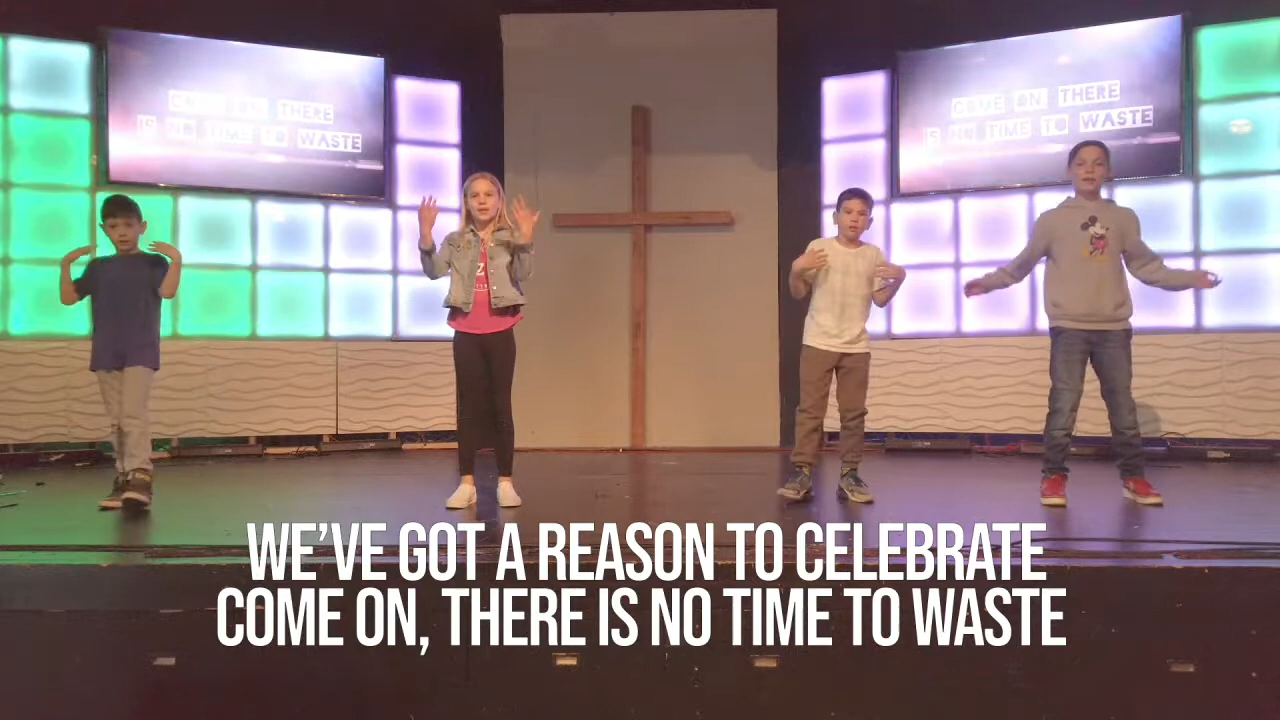 COME ON, THERE
IS NO TIME TO WASTE
COME ON, THERE
IS NO TIME TO WASTE
WE'VE GOT A REASON TO CELEBRATE
COME ON, THERE IS NO TIME TO WASTE